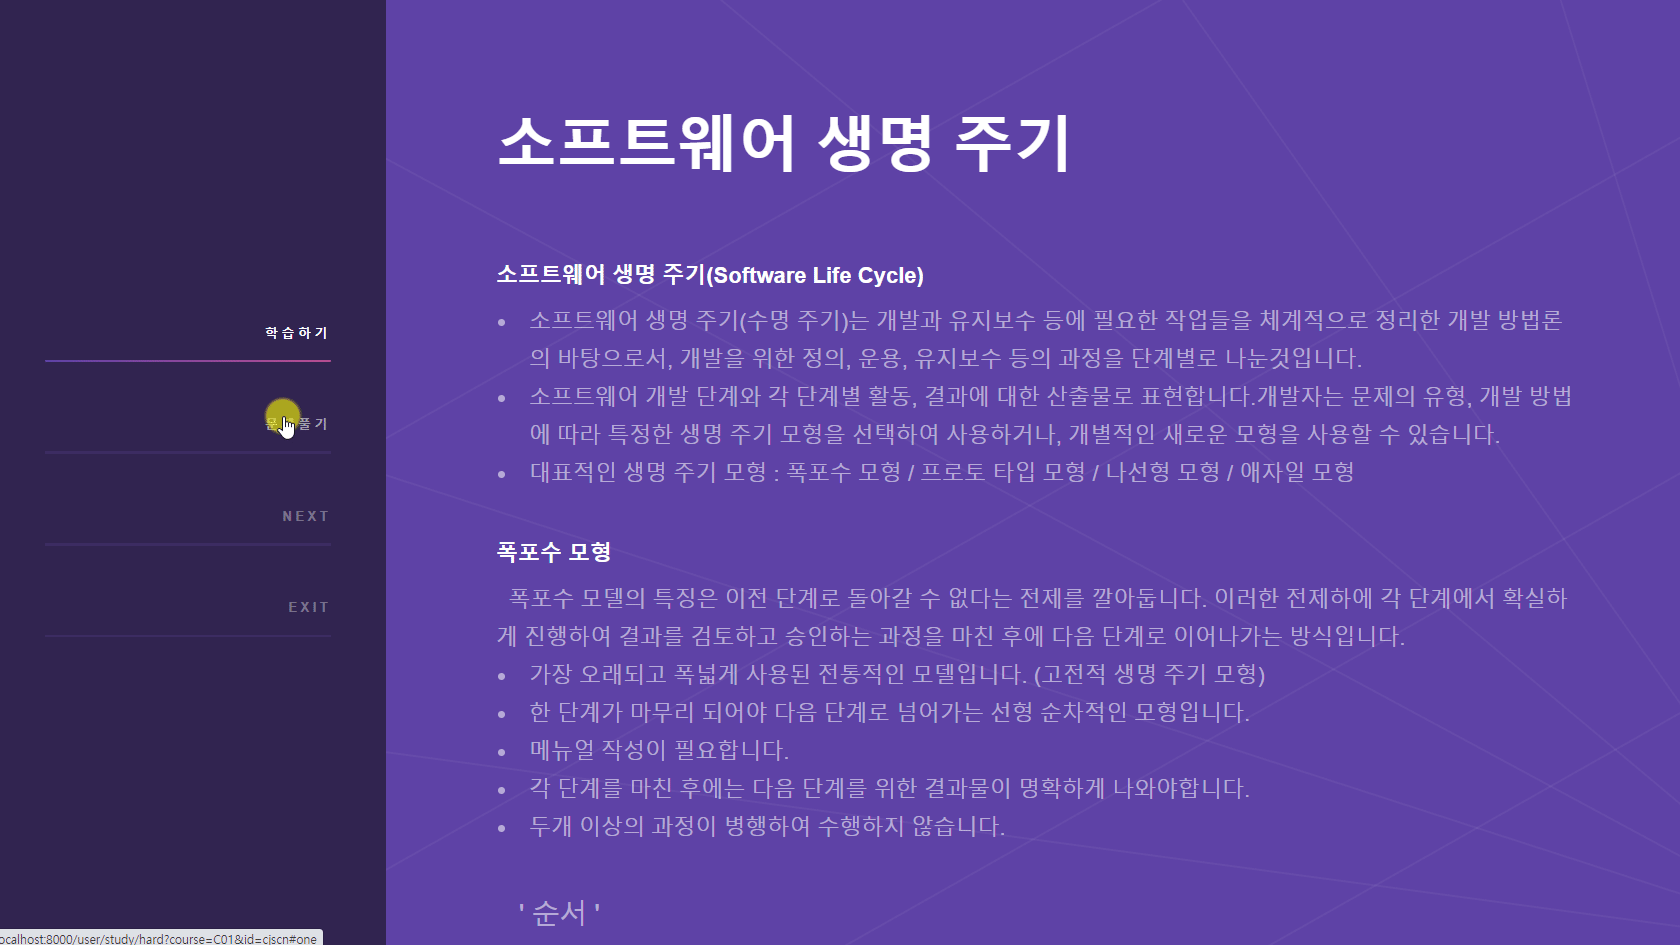 학습하기
풀기
NEXT
EXIT
소프트웨어 생명 주기
소프트웨어 생명 주기(Software Life Cycle)
• 소프트웨어 생명 주기(수명 주기)는 개발과 유지보수 등에 필요한 작업들을 체계적으로 정리한 개발 방법론
의 바탕으로서, 개발을 위한 정의, 운용, 유지보수 등의 과정을 단계별로 나눈것입니다.
• 소프트웨어 개발 단계와 각 단계별 활동, 결과에 대한 산출물로 표현합니다.개발자는 문제의 유형, 개발 방법
에 따라 특정한 생명 주기 모형을 선택하여 사용하거나, 개별적인 새로운 모형을 사용할 수 있습니다.
• 대표적인 생명 주기 모형 : 폭포수 모형 / 프로토 타입 모형 / 나선형 모형 / 애자일 모형
폭포수 모형
폭포수 모델의 특징은 이전 단계로 돌아갈 수 없다는 전제를 깔아둡니다. 이러한 전제하에 각 단계에서 확실하
게 진행하여 결과를 검토하고 승인하는 과정을 마친 후에 다음 단계로 이어나가는 방식입니다.
• 가장 오래되고 폭넓게 사용된 전통적인 모델입니다. (고전적 생명 주기 모형)
• 한 단계가 마무리 되어야 다음 단계로 넘어가는 선형 순차적인 모형입니다.
• 메뉴얼 작성이 필요합니다.
• 각 단계를 마친 후에는 다음 단계를 위한 결과물이 명확하게 나와야합니다.
• 두개 이상의 과정이 병행하여 수행하지 않습니다.
' 순서 '
ocalhost:8000/user/study/hard?course=C01&id=cjscn#one